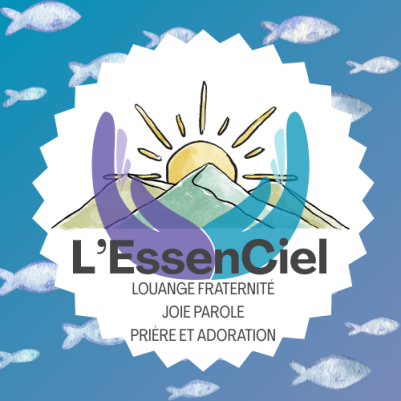 L'EssenCiel
LOUANGE FRATERNITÉ
JOIE PAROLE
PRIÈRE ET ADORATION